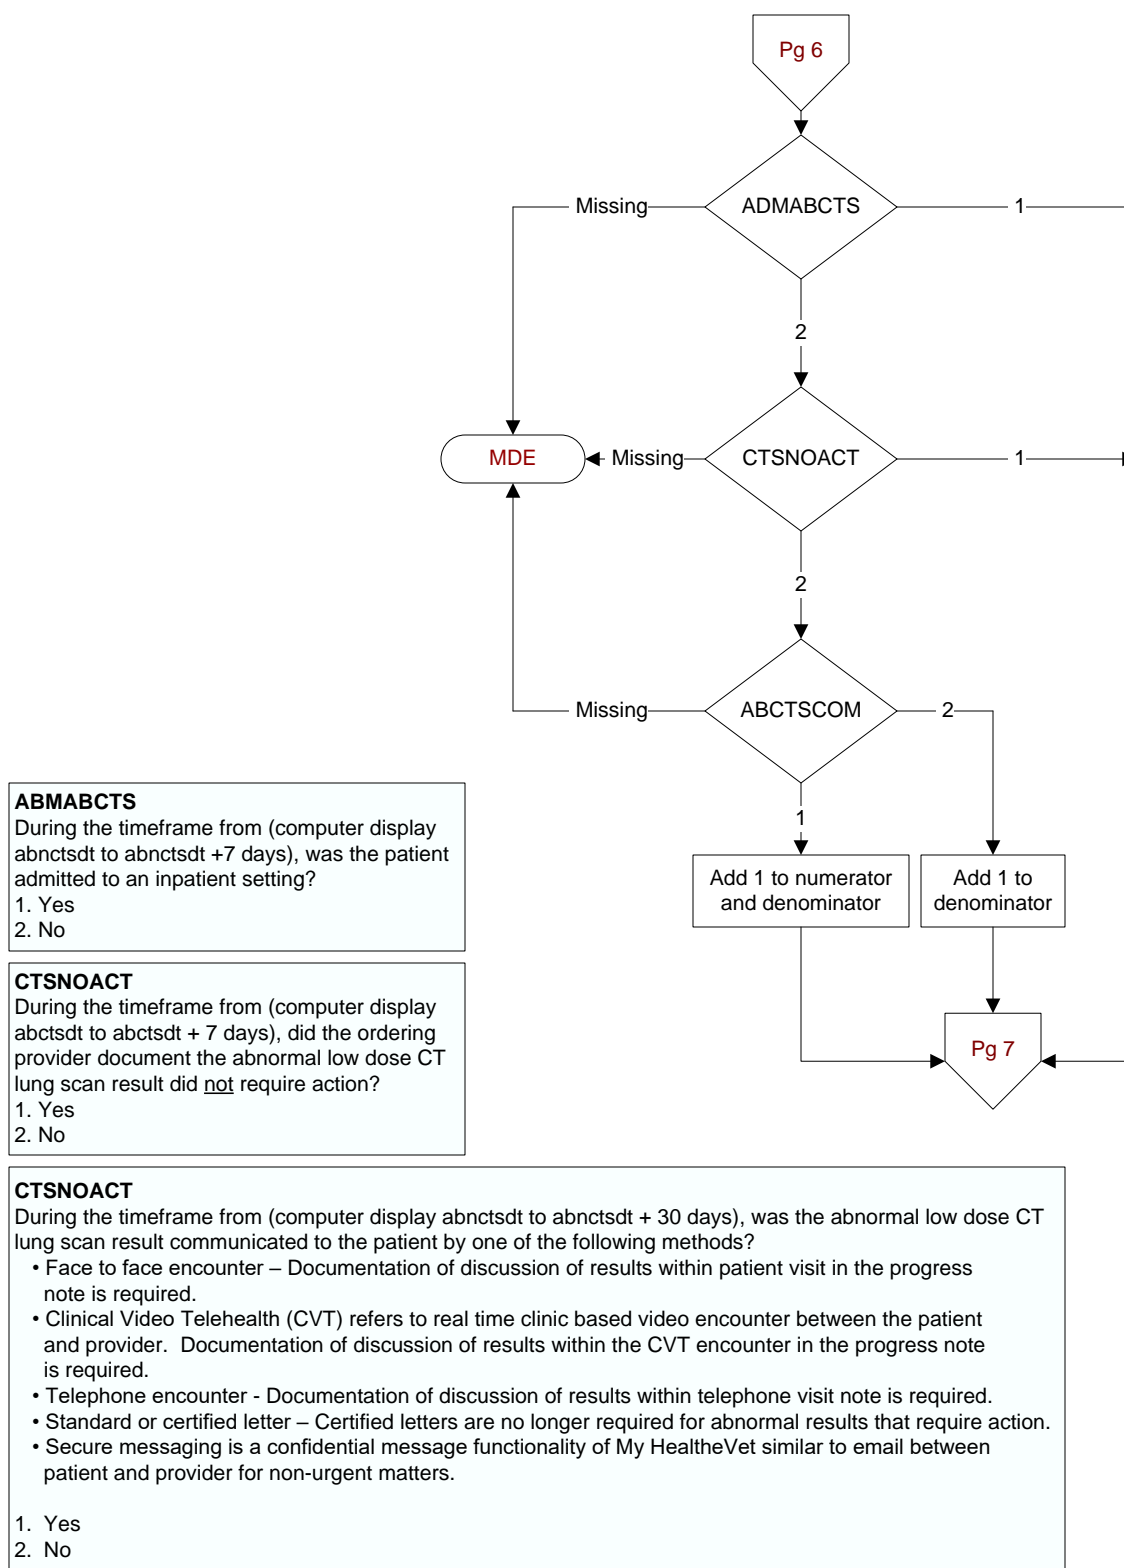 Pg 6
ADMABCTS
Missing
1
2
CTSNOACT
Missing
1
MDE
2
ABCTSCOM
Missing
2
1
Add 1 to numerator
and denominator
Add 1 to
denominator
Pg 7
ABMABCTS
During the timeframe from (computer display
abnctsdt to abnctsdt +7 days), was the patient
admitted to an inpatient setting?
1. Yes
2. No
CTSNOACT
During the timeframe from (computer display
abctsdt to abctsdt + 7 days), did the ordering
provider document the abnormal low dose CT
lung scan result did not require action?
1. Yes
2. No
CTSNOACT
During the timeframe from (computer display abnctsdt to abnctsdt + 30 days), was the abnormal low dose CT
lung scan result communicated to the patient by one of the following methods?
• Face to face encounter – Documentation of discussion of results within patient visit in the progress
note is required.
• Clinical Video Telehealth (CVT) refers to real time clinic based video encounter between the patient
and provider.  Documentation of discussion of results within the CVT encounter in the progress note
is required.
• Telephone encounter - Documentation of discussion of results within telephone visit note is required.
• Standard or certified letter – Certified letters are no longer required for abnormal results that require action.
• Secure messaging is a confidential message functionality of My HealtheVet similar to email between
patient and provider for non-urgent matters.
1.  Yes
2.  No